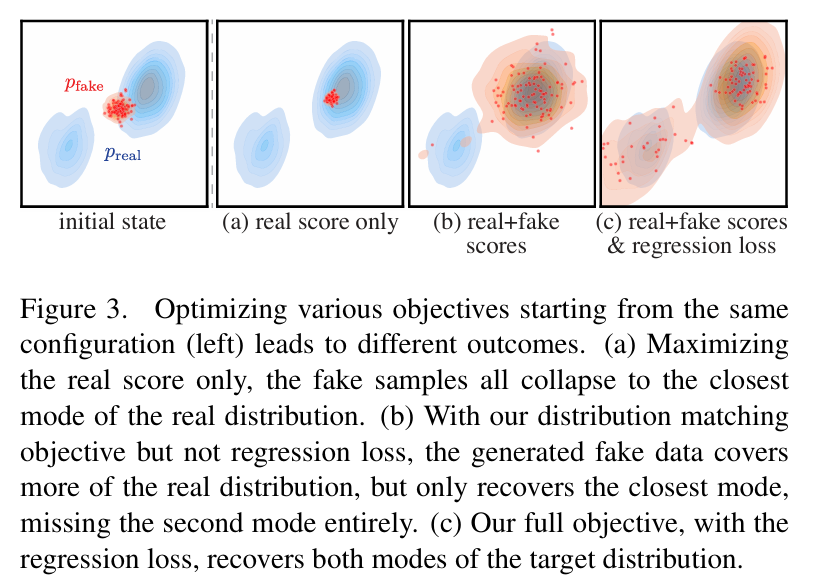 p_fake
p_real
initial state
(a) real score only
(b) real+fake
scores
(c) real+fake scores
& regression loss
Figure 3. Optimizing various objectives starting from the same
configuration (left) leads to different outcomes. (a) Maximizing
the real score only, the fake samples all collapse to the closest
mode of the real distribution. (b) With our distribution matching
objective but not regression loss, the generated fake data covers
more of the real distribution, but only recovers the closest mode,
missing the second mode entirely. (c) Our full objective, with the
regression loss, recovers both modes of the target distribution.